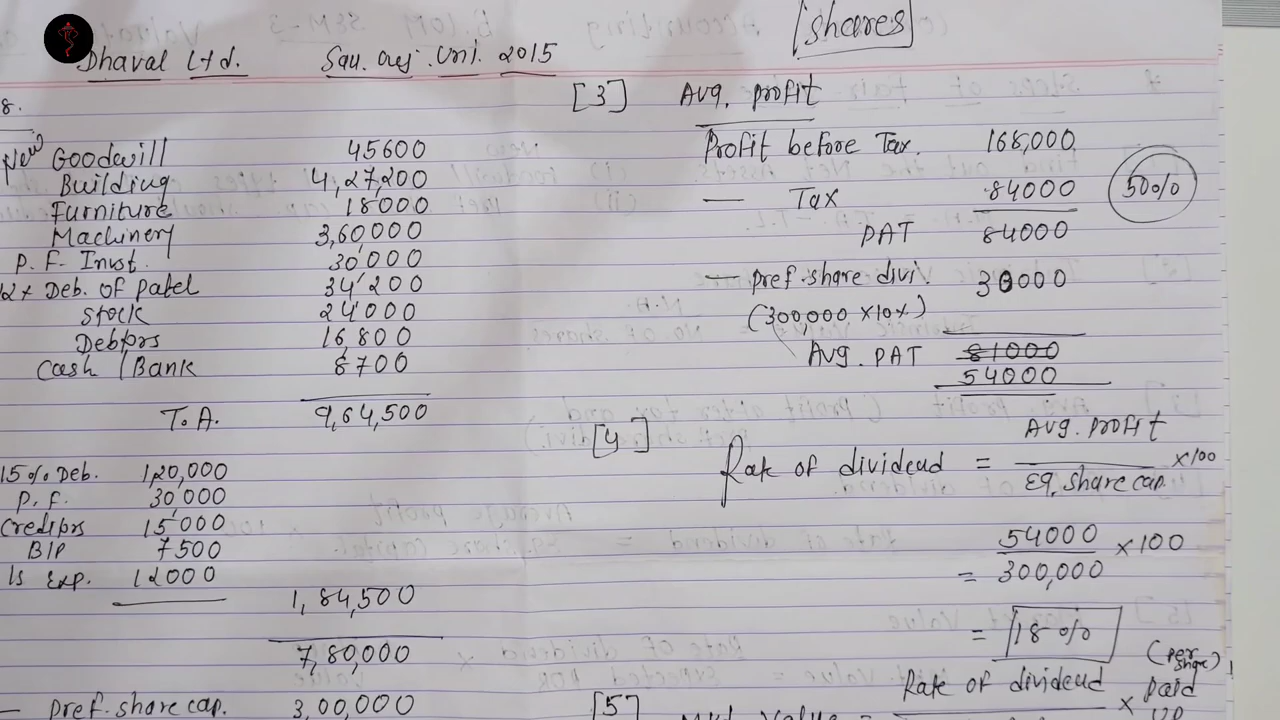 [shares]
Dhaval Ltd. Sau. Uni. 2015
8.
New Goodwill 45600
Building 4,27,200
Furniture 18000
Machinery 3,60,000
P. F. Invst. 30,000
12% Deb. of patel 34,200
Stock 24000
Debtors 16,800
Cash / Bank 8700
T. A. 9,64,500
15% Deb. 1,20,000
P. F. 30,000
Creditors 15,000
B/P 7500
Exp. 12000
1,84,500
7,80,000
— pref. share cap. 3,00,000
[3] Avg. profit
Profit before Tax. 168,000
— Tax 84000 50%
PAT 84000
— pref. share divi. 30000
(300,000 × 10%)
Avg. PAT 81000
54000
[4] Avg. profit
Rate of dividend = × 100
Eq. share cap.
54000 × 100
= 300,000
= 18%
[5] Rate of dividend × paid (per share)
Value =